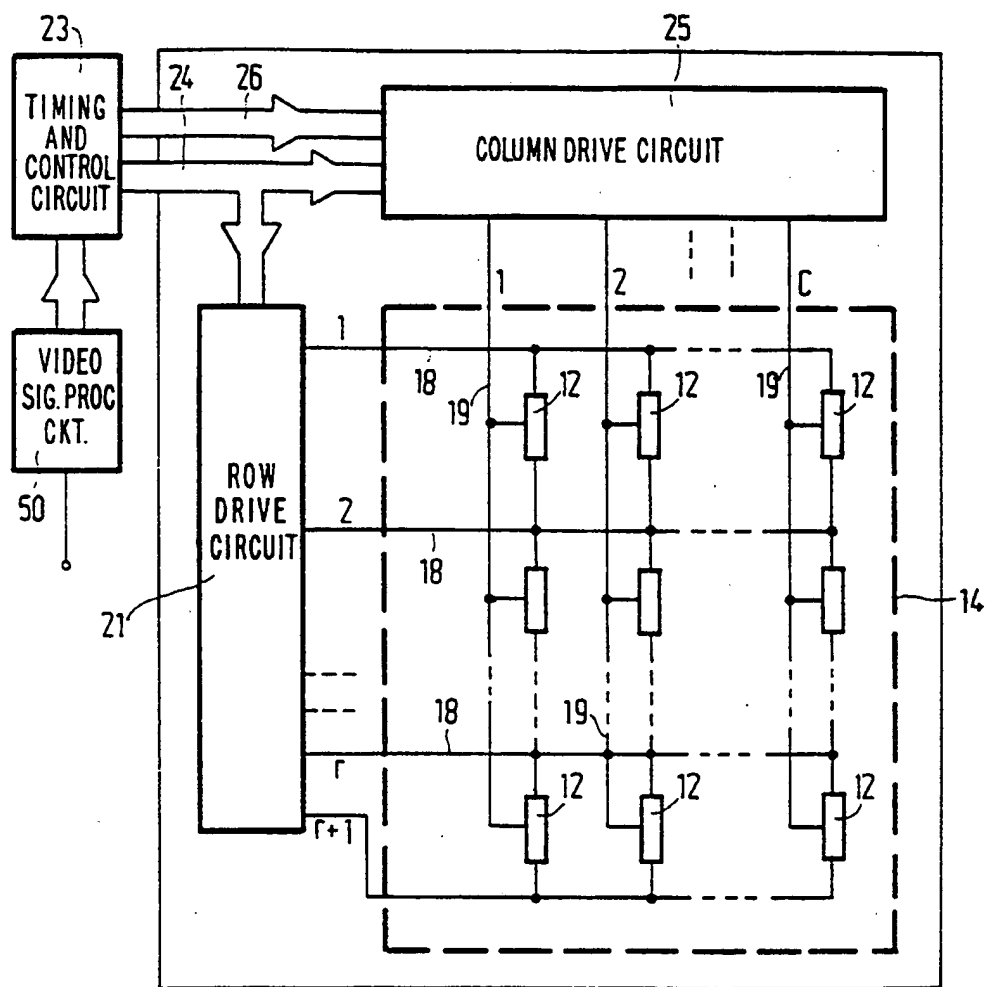 23
25
24
26
TIMING
AND
CONTROL
CIRCUIT
COLUMN DRIVE CIRCUIT
1
2
C
VIDEO
SIG. PROC
CKT.
50
1
18
19
12
12
19
12
ROW
DRIVE
CIRCUIT
2
18
21
14
18
19
r
12
12
12
r+1